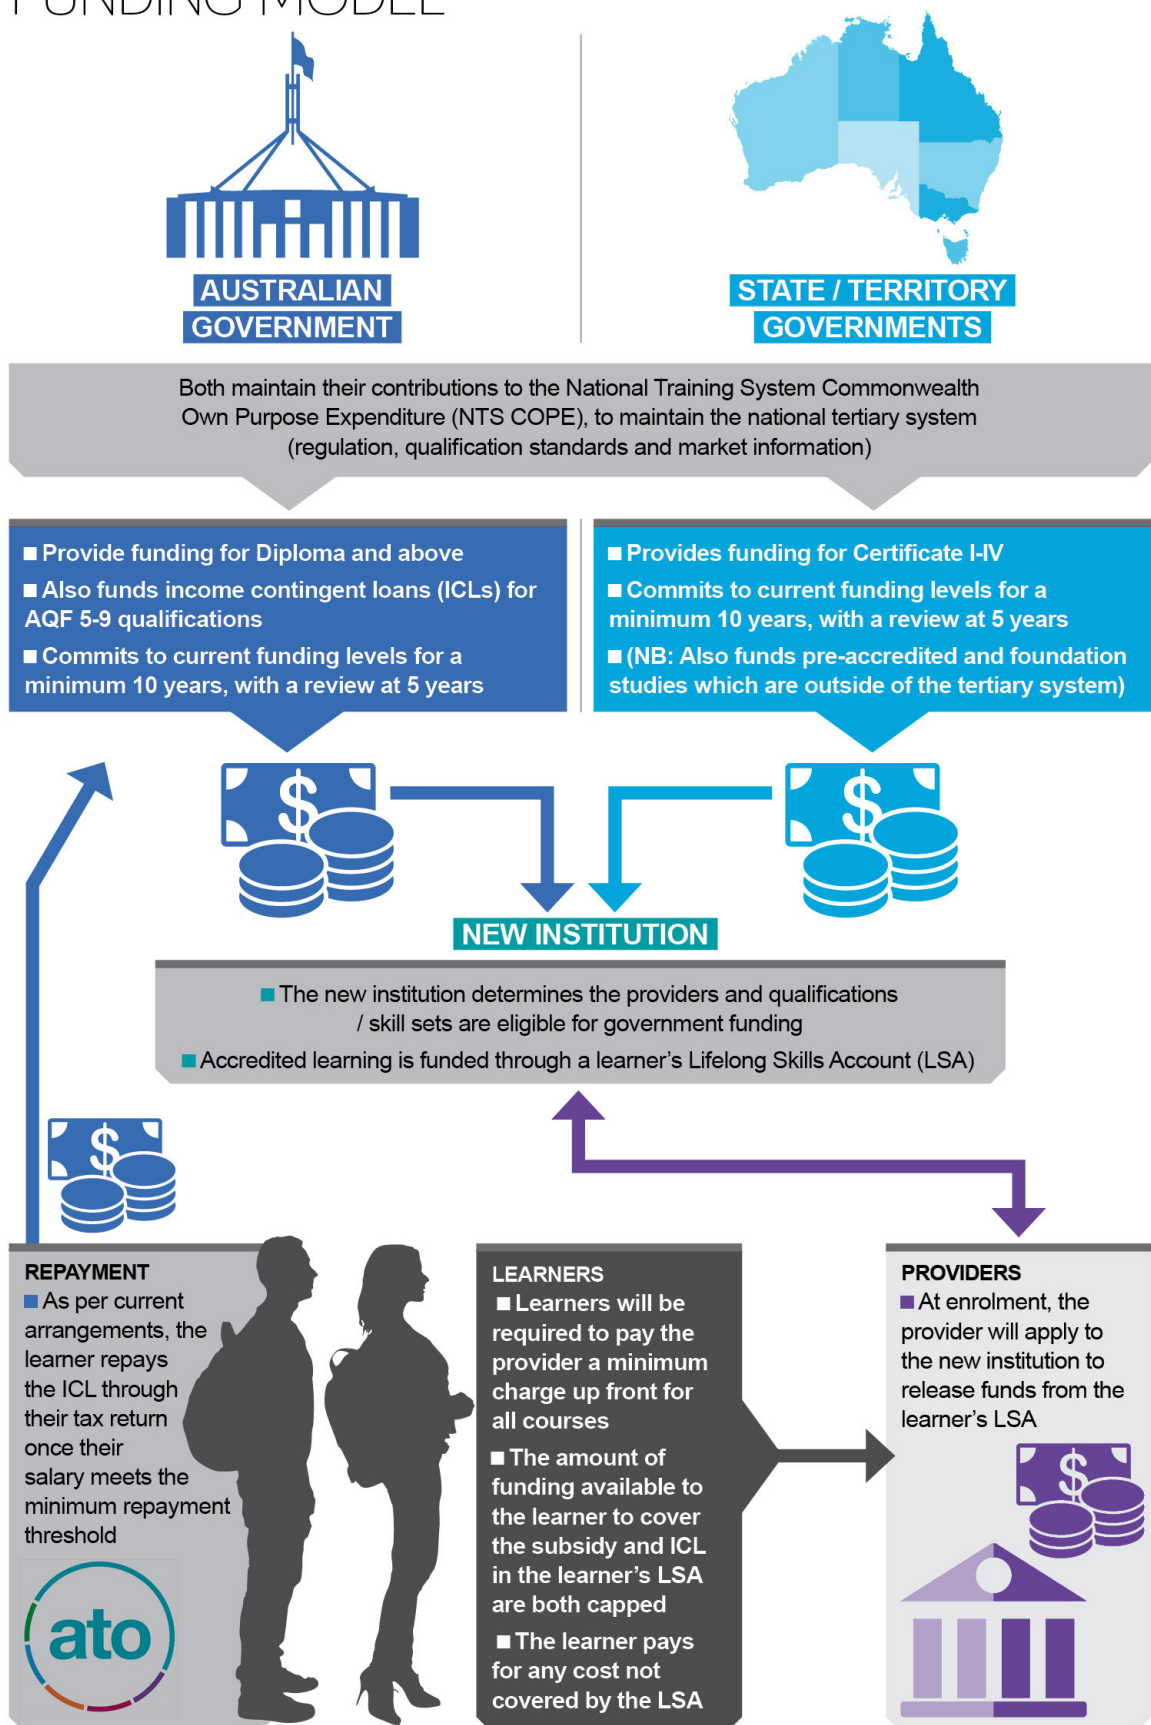 FUNDING MODEL
AUSTRALIAN
GOVERNMENT
STATE / TERRITORY
GOVERNMENTS
Both maintain their contributions to the National Training System Commonwealth
Own Purpose Expenditure (NTS COPE), to maintain the national tertiary system
(regulation, qualification standards and market information)
■ Provide funding for Diploma and above
■ Also funds income contingent loans (ICLs) for
AQF 5-9 qualifications
■ Commits to current funding levels for a
minimum 10 years, with a review at 5 years
■ Provides funding for Certificate I-IV
■ Commits to current funding levels for a
minimum 10 years, with a review at 5 years
■ (NB: Also funds pre-accredited and foundation
studies which are outside of the tertiary system)
$
$
NEW INSTITUTION
■ The new institution determines the providers and qualifications
/ skill sets are eligible for government funding
■ Accredited learning is funded through a learner's Lifelong Skills Account (LSA)
$
REPAYMENT
■ As per current
arrangements, the
learner repays
the ICL through
their tax return
once their
salary meets the
minimum repayment
threshold
ato
LEARNERS
■ Learners will be
required to pay the
provider a minimum
charge up front for
all courses
■ The amount of
funding available to
the learner to cover
the subsidy and ICL
in the learner's LSA
are both capped
■ The learner pays
for any cost not
covered by the LSA
PROVIDERS
■ At enrolment, the
provider will apply to
the new institution to
release funds from the
learner's LSA
$